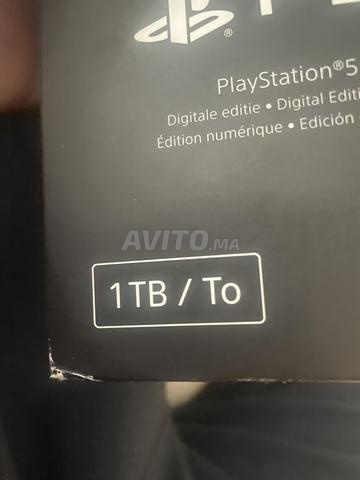 PlayStation®5
Digitale editie • Digital Editi
Édition numérique • Edición
AVITO.MA
1TB / To